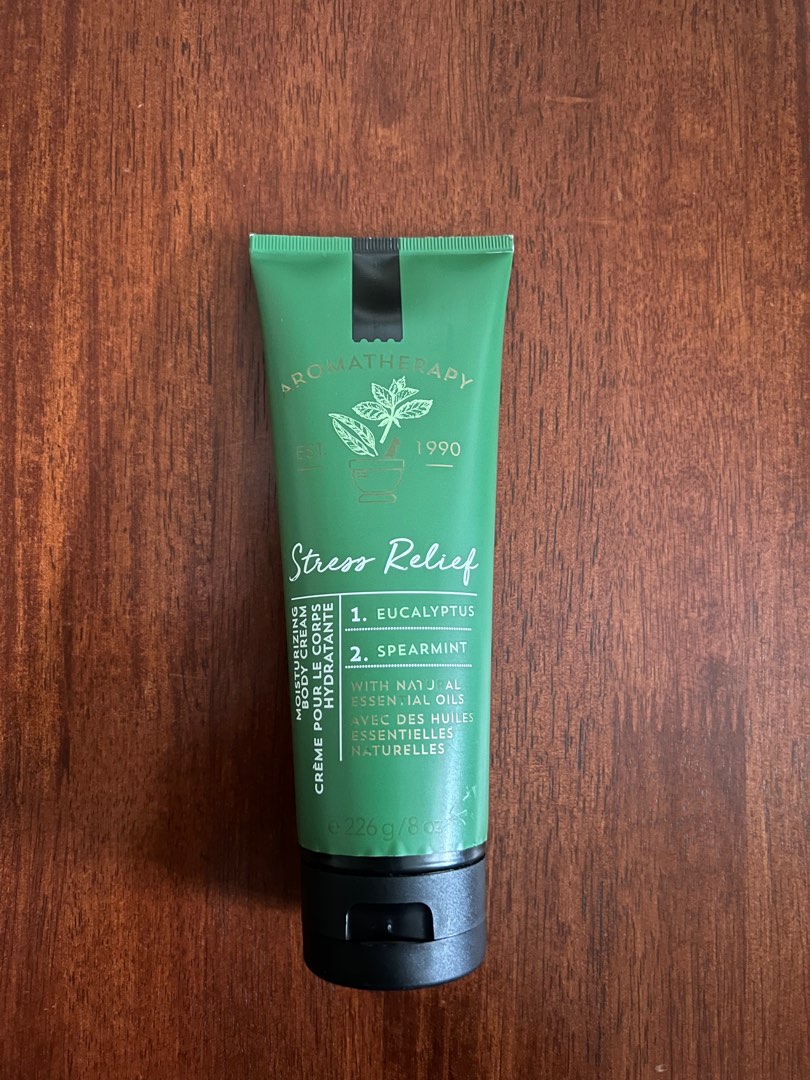 AROMATHERAPY
EST 1990
Stress Relief
MOISTURIZING
BODY CREAM
CRÈME POUR LE CORPS
HYDRATANTE
1. EUCALYPTUS
2. SPEARMINT
WITH NATURAL
ESSENTIAL OILS
AVEC DES HUILES
ESSENTIELLES
NATURELLES
e 226 g/8 oz